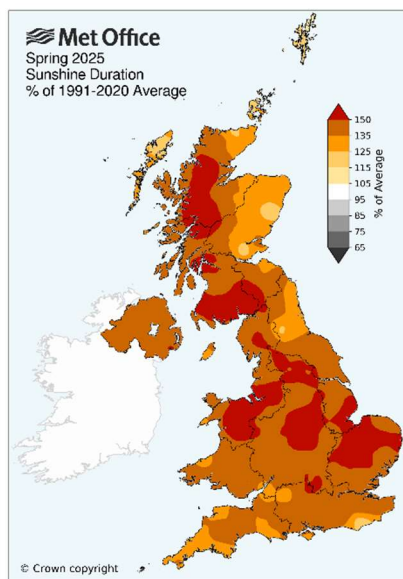 Met Office
Spring 2025
Sunshine Duration
% of 1991-2020 Average
150
135
125
115
105
95
85
75
65
% of Average
© Crown copyright